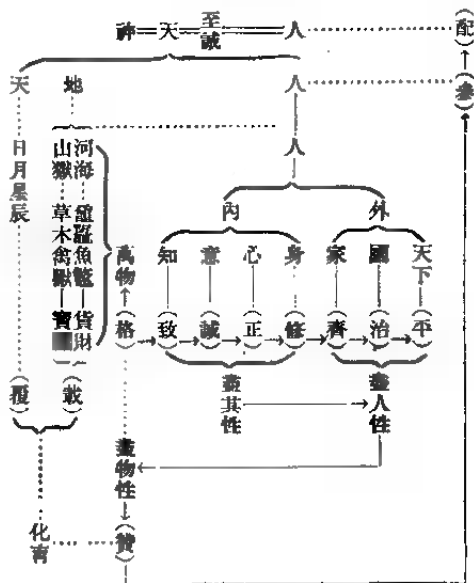 神 天 至誠 人 (配)
天 地 人 (參)
人
內 外
日月星辰
山嶽 草木禽獸 寶
河海 黿鼉魚鱉 貨財
萬物 知 意 心 身 家 國 天下
(格) (致) (誠) (正) (修) (齊) (治) (平)
(覆) (載) 盡其性 盡人性
盡物性
化育 (贊)